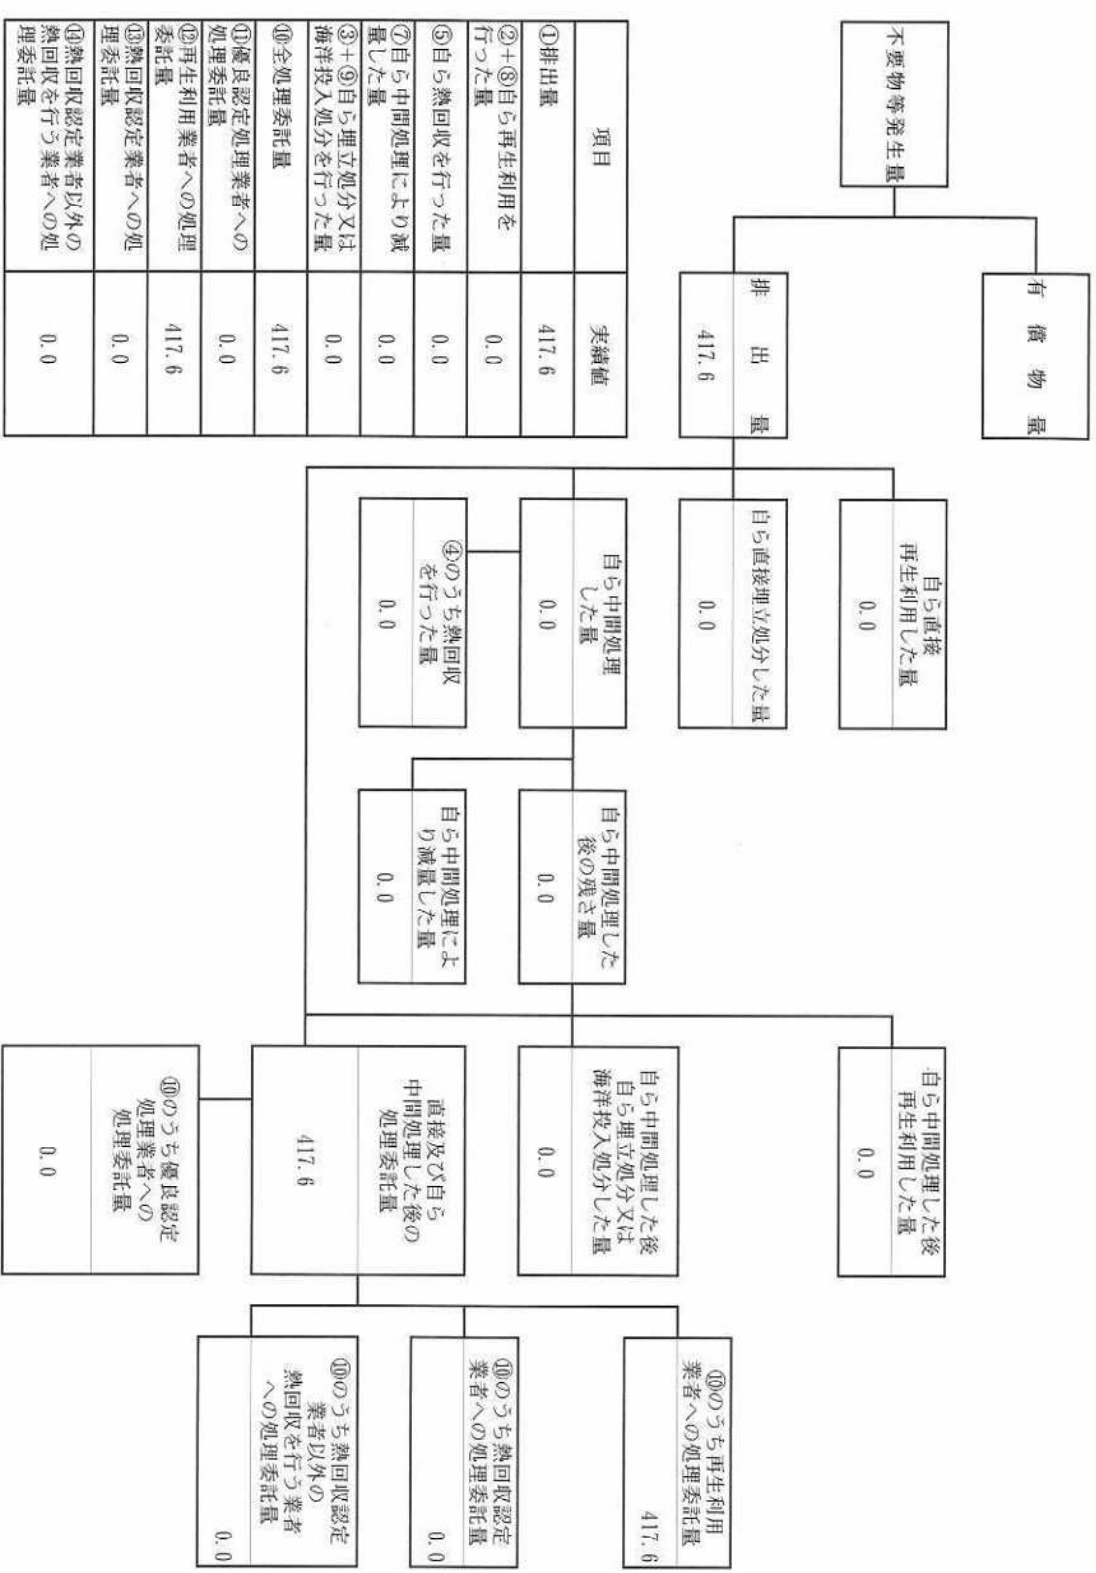 不要物等発生量
有償物量
排出量
417.6
項目
実績値
①排出量
417.6
②+⑧自ら再生利用を
行った量
0.0
⑤自ら熱回収を行った量
0.0
⑦自ら中間処理により減
量した量
0.0
③+⑨自ら埋立処分又は
海洋投入処分を行った量
0.0
⑩全処理委託量
417.6
⑪優良認定処理業者への
処理委託量
0.0
⑫再生利用業者への処理
委託量
417.6
⑬熱回収認定業者への処
理委託量
0.0
⑭熱回収認定業者以外の
熱回収を行う業者への処
理委託量
0.0
自ら直接
再生利用した量
0.0
自ら直接埋立処分した量
0.0
自ら中間処理
した量
0.0
④のうち熱回収
を行った量
0.0
自ら中間処理した
後の残さ量
0.0
自ら中間処理によ
り減量した量
0.0
自ら中間処理した後
再生利用した量
0.0
自ら中間処理した後
自ら埋立処分又は
海洋投入処分した量
0.0
直接及び自ら
中間処理した後の
処理委託量
417.6
⑩のうち優良認定
処理業者への
処理委託量
0.0
⑩のうち再生利用
業者への処理委託量
417.6
⑩のうち熱回収認定
業者への処理委託量
0.0
⑩のうち熱回収認定
業者以外の
熱回収を行う業者
への処理委託量
0.0